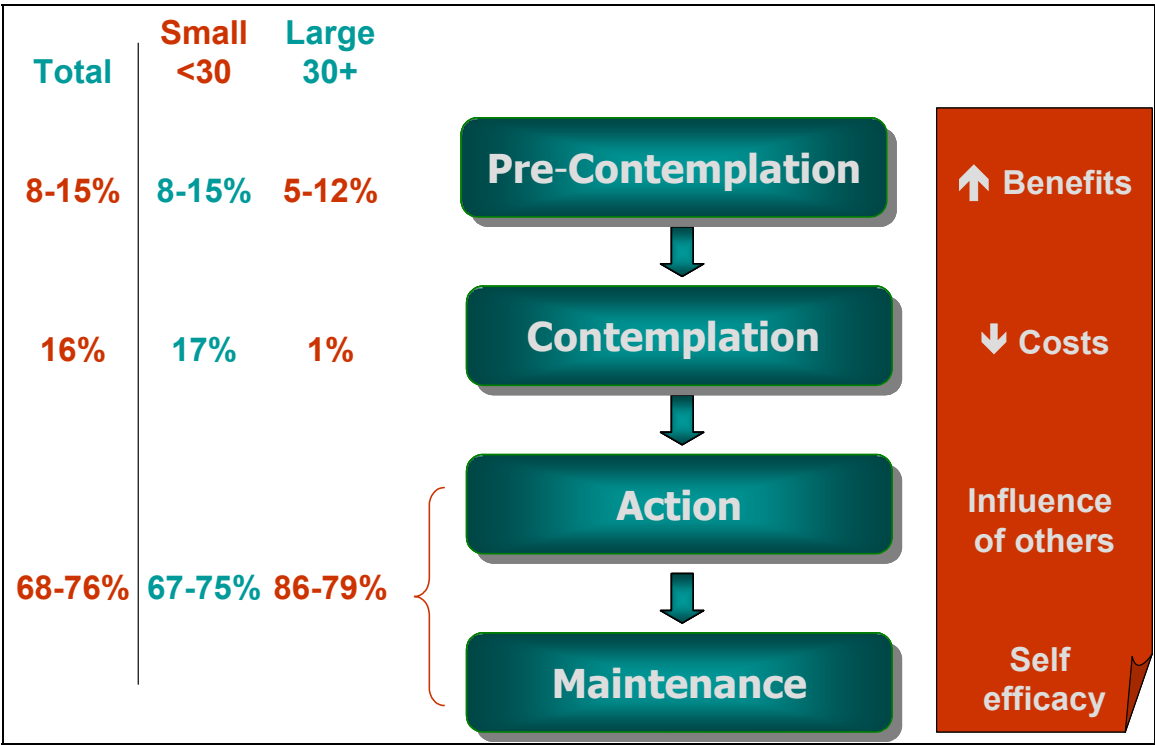 Small Large
Total <30 30+
Pre-Contemplation
8-15% 8-15% 5-12%
↑ Benefits
Contemplation
16% 17% 1%
↓ Costs
Action
Influence
of others
68-76% 67-75% 86-79%
Maintenance
Self
efficacy